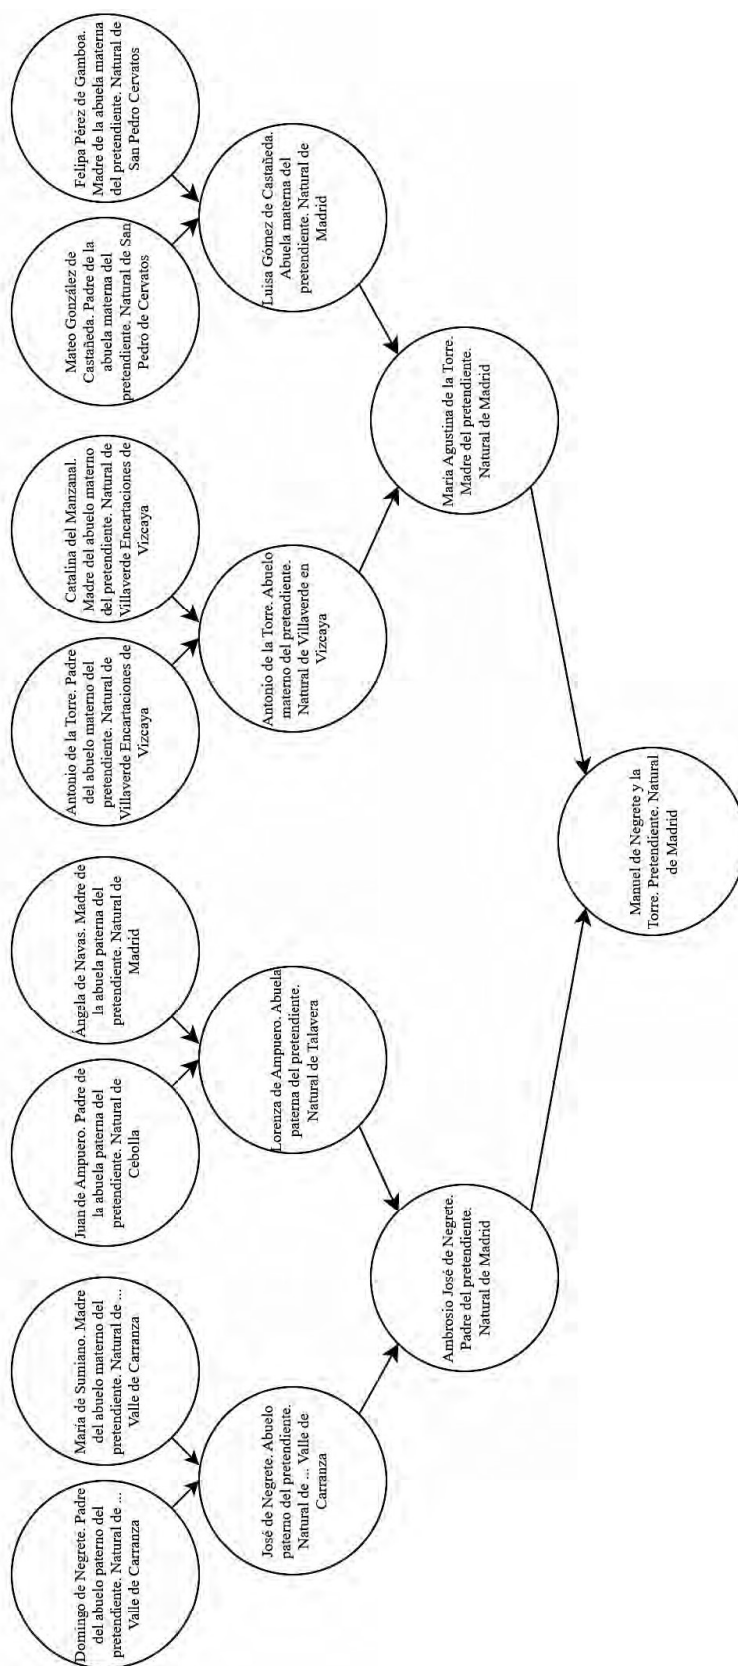 Domingo de Negrete. Padre
del abuelo paterno del
pretendiente. Natural de ...
Valle de Carranza
María de Sumiano. Madre
del abuelo materno del
pretendiente. Natural de ...
Valle de Carranza
Juan de Ampuero. Padre de
la abuela paterna del
pretendiente. Natural de
Cebolla
Ángela de Navas. Madre de
la abuela paterna del
pretendiente. Natural de
Madrid
Antonio de la Torre. Padre
del abuelo materno del
pretendiente. Natural de
Villaverde Encartaciones de
Vizcaya
Catalina del Manzanal.
Madre del abuelo materno
del pretendiente. Natural de
Villaverde Encartaciones de
Vizcaya
Mateo González de
Castañeda. Padre de la
abuela materna del
pretendiente. Natural de San
Pedro de Cervatos
Felipa Pérez de Gamboa.
Madre de la abuela materna
del pretendiente. Natural de
San Pedro Cervatos
José de Negrete. Abuelo
paterno del pretendiente.
Natural de ... Valle de
Carranza
Lorenza de Ampuero. Abuela
paterna del pretendiente.
Natural de Talavera
Antonio de la Torre. Abuelo
materno del pretendiente.
Natural de Villaverde en
Vizcaya
Luisa Gómez de Castañeda.
Abuela materna del
pretendiente. Natural de
Madrid
Ambrosio José de Negrete.
Padre del pretendiente.
Natural de Madrid
María Agustina de la Torre.
Madre del pretendiente.
Natural de Madrid
Manuel de Negrete y la
Torre. Pretendiente. Natural
de Madrid